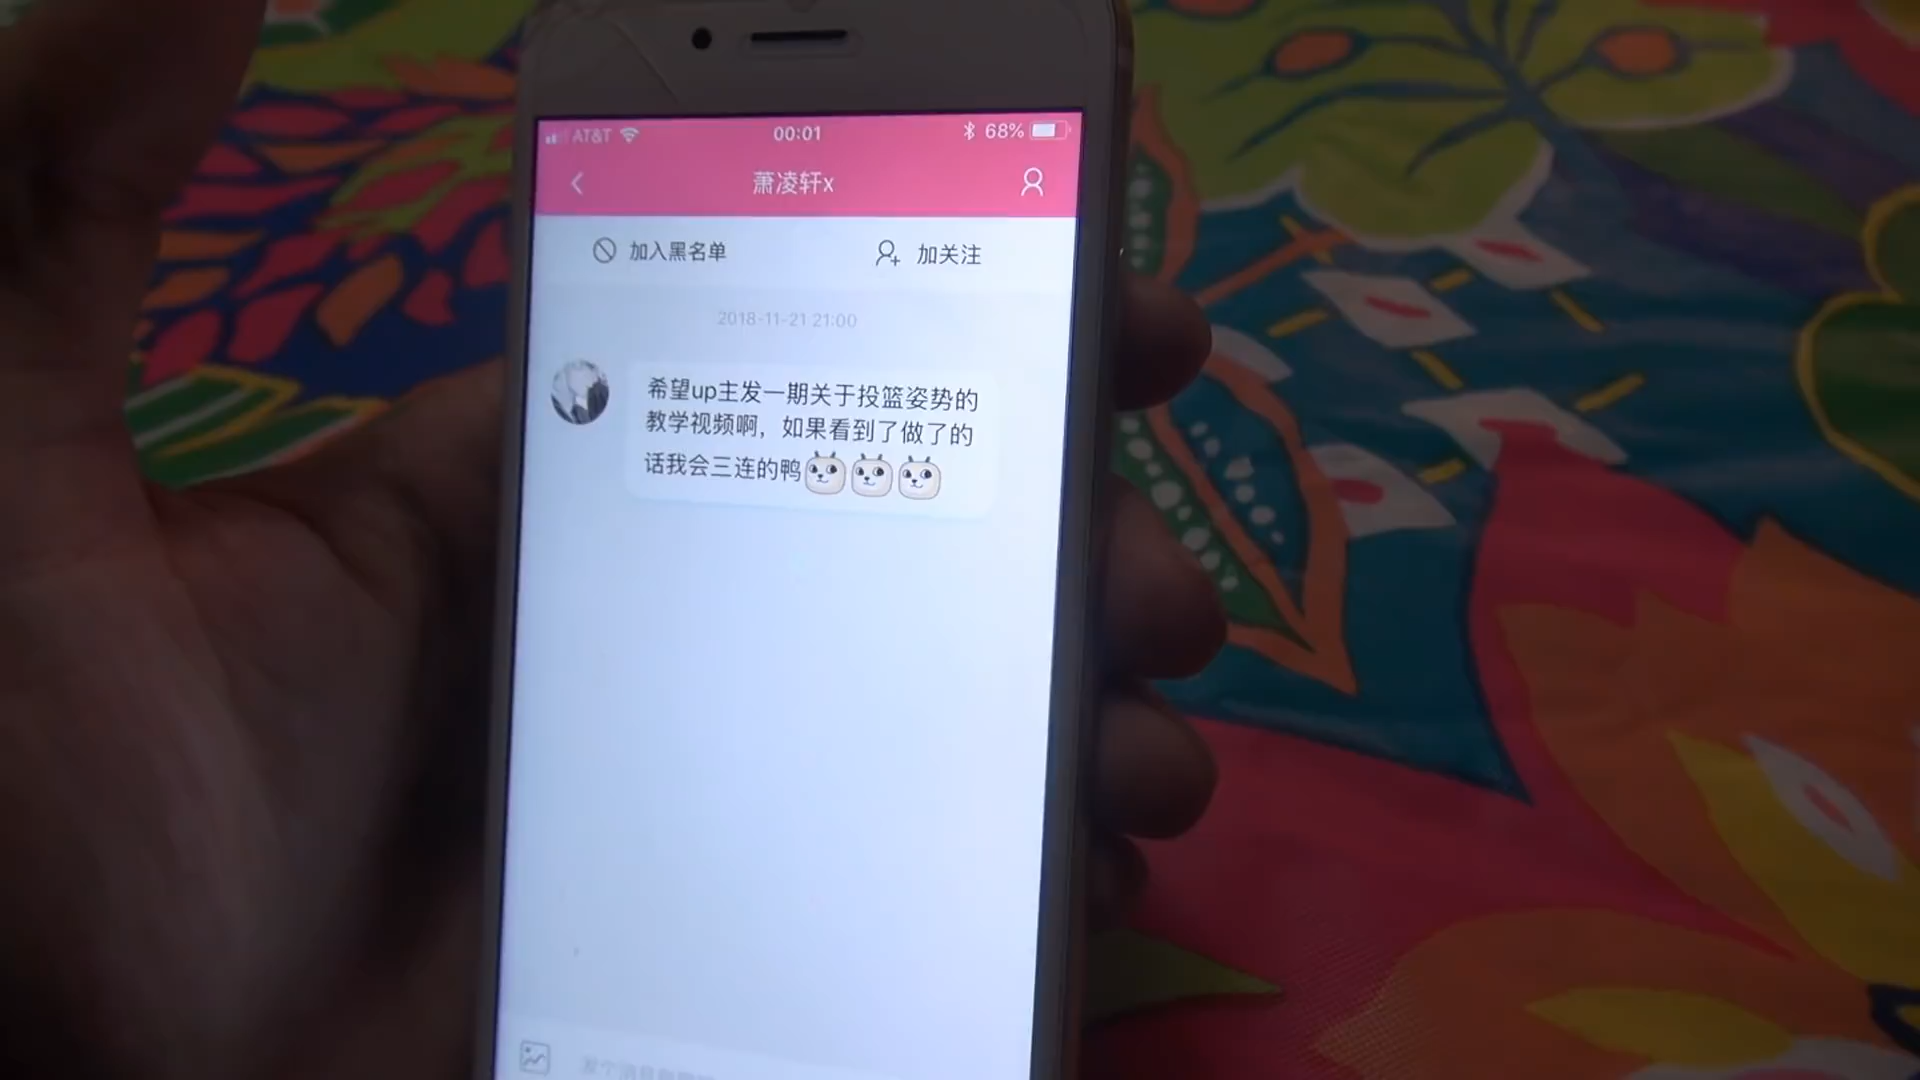 AT&T 00:01 68%
萧凌轩x
加入黑名单 加关注
2018-11-21 21:00
希望up主发一期关于投篮姿势的
教学视频啊，如果看到了做了的
话我会三连的鸭